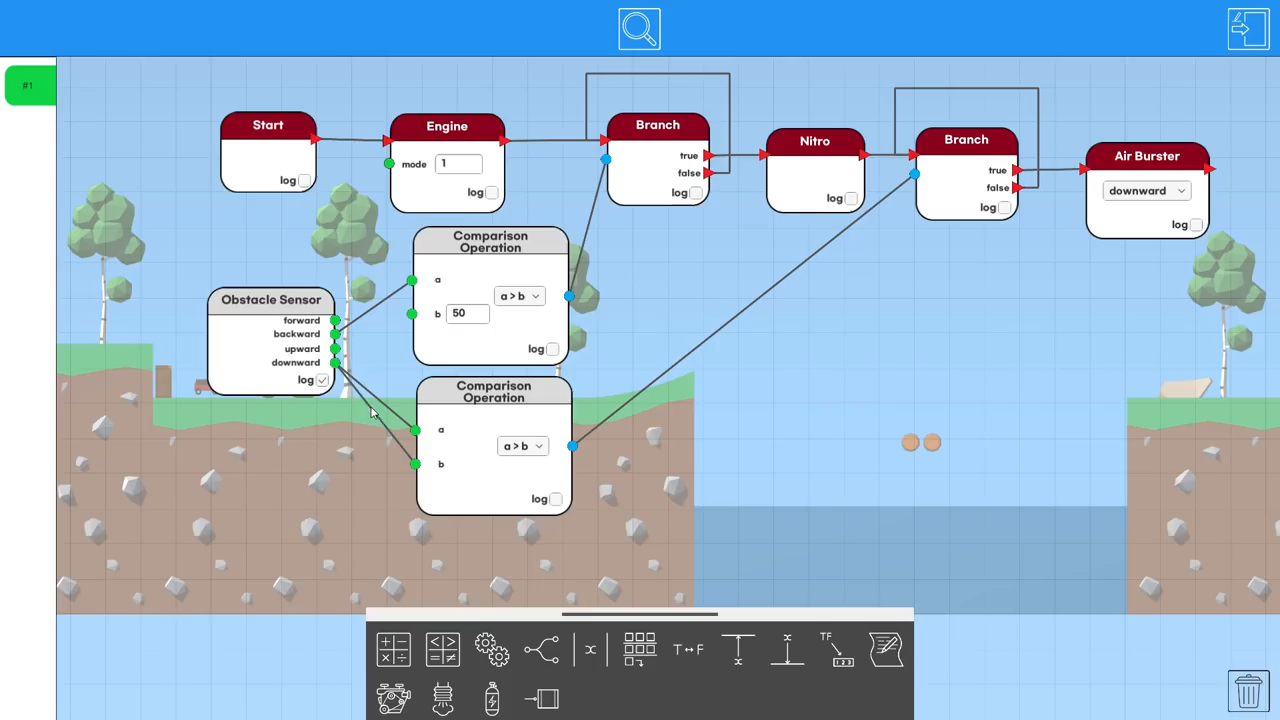 #1
Start
log
Engine
mode 1
log
Branch
true
false
log
Nitro
log
Branch
true
false
log
Air Burster
downward
log
Comparison
Operation
a
a > b
b 50
log
Obstacle Sensor
forward
backward
upward
downward
log
Comparison
Operation
a
a > b
b
log
x
T↔F
x
x
TF
123